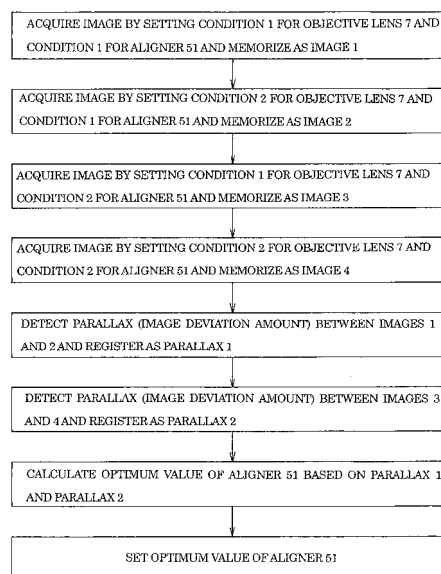 ACQUIRE IMAGE BY SETTING CONDITION 1 FOR OBJECTIVE LENS 7 AND
CONDITION 1 FOR ALIGNER 51 AND MEMORIZE AS IMAGE 1
ACQUIRE IMAGE BY SETTING CONDITION 2 FOR OBJECTIVE LENS 7 AND
CONDITION 1 FOR ALIGNER 51 AND MEMORIZE AS IMAGE 2
ACQUIRE IMAGE BY SETTING CONDITION 1 FOR OBJECTIVE LENS 7 AND
CONDITION 2 FOR ALIGNER 51 AND MEMORIZE AS IMAGE 3
ACQUIRE IMAGE BY SETTING CONDITION 2 FOR OBJECTIVE LENS 7 AND
CONDITION 2 FOR ALIGNER 51 AND MEMORIZE AS IMAGE 4
DETECT PARALLAX (IMAGE DEVIATION AMOUNT) BETWEEN IMAGES 1
AND 2 AND REGISTER AS PARALLAX 1
DETECT PARALLAX (IMAGE DEVIATION AMOUNT) BETWEEN IMAGES 3
AND 4 AND REGISTER AS PARALLAX 2
CALCULATE OPTIMUM VALUE OF ALIGNER 51 BASED ON PARALLAX 1
AND PARALLAX 2
SET OPTIMUM VALUE OF ALIGNER 51